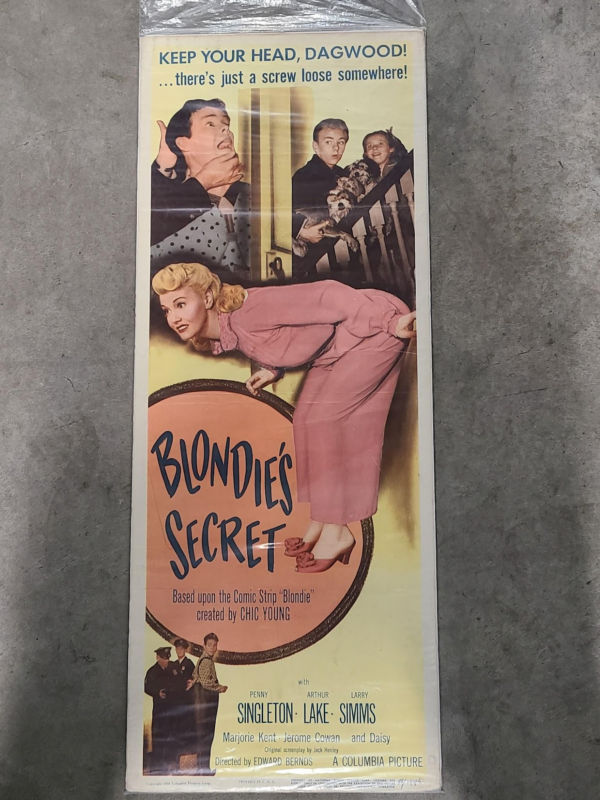 KEEP YOUR HEAD, DAGWOOD!
...there's just a screw loose somewhere!
BLONDIE'S
SECRET
Based upon the Comic Strip "Blondie"
created by CHIC YOUNG
with
PENNY ARTHUR LARRY
SINGLETON · LAKE · SIMMS
Marjorie Kent · Jerome Cowan and Daisy
Original screenplay by Jack Henley
Directed by EDWARD BERNDS A COLUMBIA PICTURE